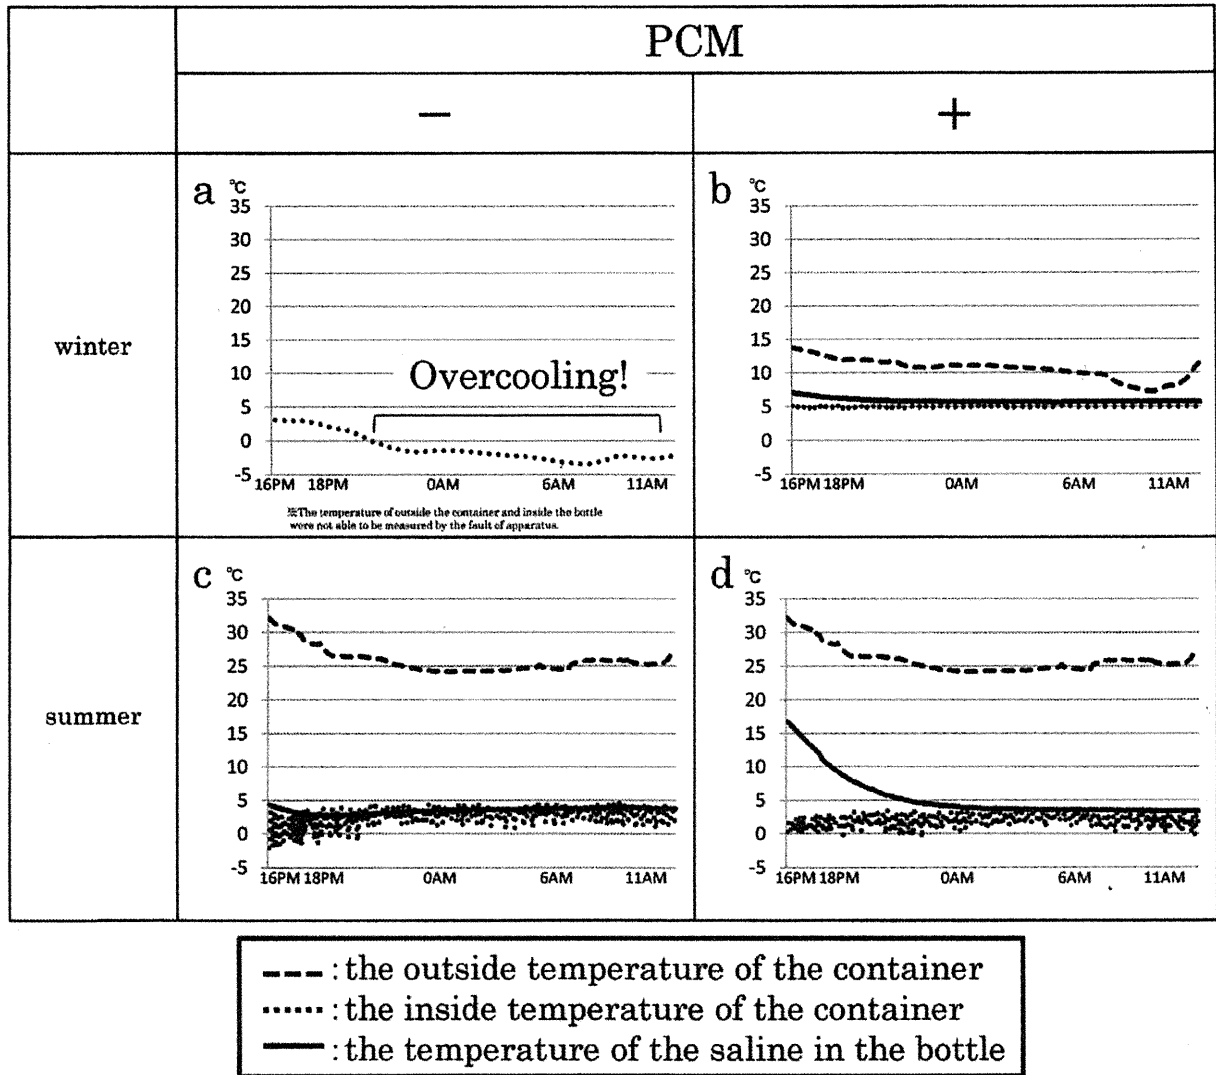 PCM
−
+
winter
a
℃
35
30
25
20
15
10
5
0
-5
Overcooling!
16PM 18PM 0AM 6AM 11AM
※The temperature of outside the container and inside the bottle
were not able to be measured by the fault of apparatus.
b
℃
35
30
25
20
15
10
5
0
-5
16PM 18PM 0AM 6AM 11AM
summer
c
℃
35
30
25
20
15
10
5
0
-5
16PM 18PM 0AM 6AM 11AM
d
℃
35
30
25
20
15
10
5
0
-5
16PM 18PM 0AM 6AM 11AM
: the outside temperature of the container
: the inside temperature of the container
: the temperature of the saline in the bottle